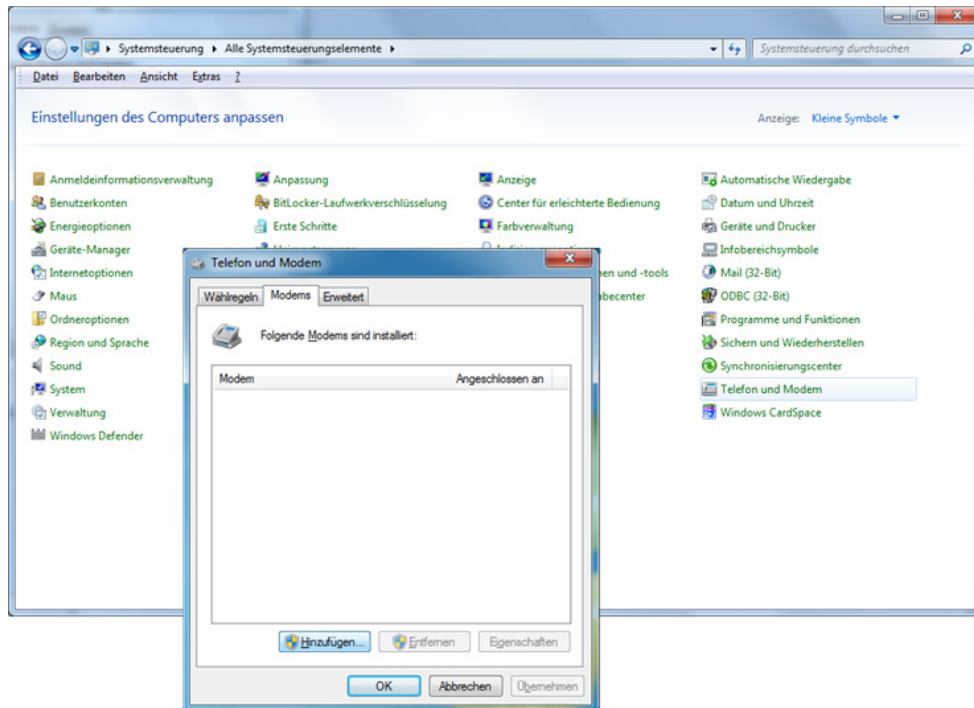 Systemsteuerung ▸ Alle Systemsteuerungselemente ▸
Systemsteuerung durchsuchen
Datei Bearbeiten Ansicht Extras ?
Einstellungen des Computers anpassen
Anzeige: Kleine Symbole
Anmeldeinformationsverwaltung Anpassung Anzeige Automatische Wiedergabe
Benutzerkonten BitLocker-Laufwerkverschlüsselung Center für erleichterte Bedienung Datum und Uhrzeit
Energieoptionen Erste Schritte Farbverwaltung Geräte und Drucker
Geräte-Manager Infobereichsymbole
Internetoptionen en und -tools Mail (32-Bit)
Maus becenter ODBC (32-Bit)
Ordneroptionen Programme und Funktionen
Region und Sprache Sichern und Wiederherstellen
Sound Synchronisierungscenter
System Telefon und Modem
Verwaltung Windows CardSpace
Windows Defender
Telefon und Modem
Wählregeln Modems Erweitert
Folgende Modems sind installiert:
Modem Angeschlossen an
Hinzufügen... Entfernen Eigenschaften
OK Abbrechen Übernehmen